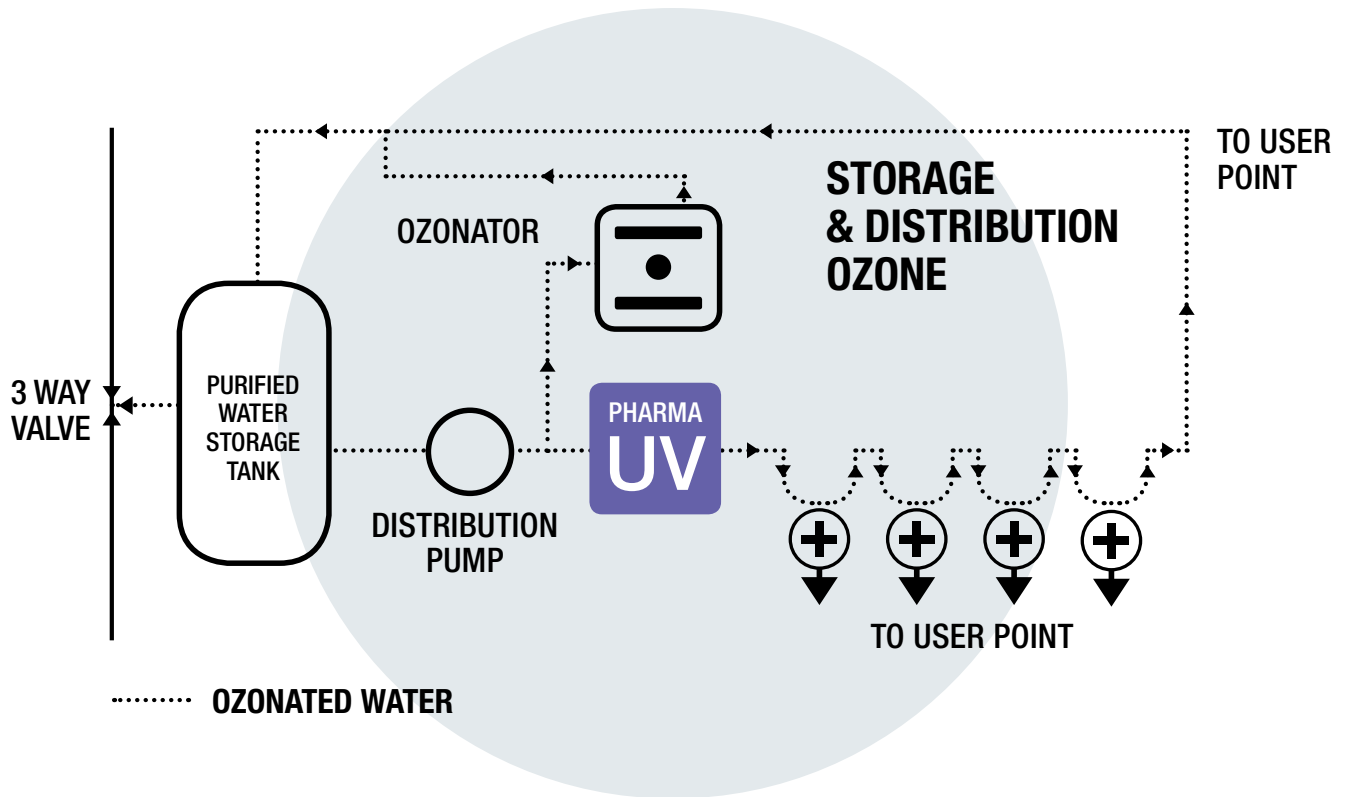 TO USER
POINT
STORAGE
& DISTRIBUTION
OZONE
OZONATOR
3 WAY
VALVE
PURIFIED
WATER
STORAGE
TANK
PHARMA
UV
DISTRIBUTION
PUMP
TO USER POINT
OZONATED WATER